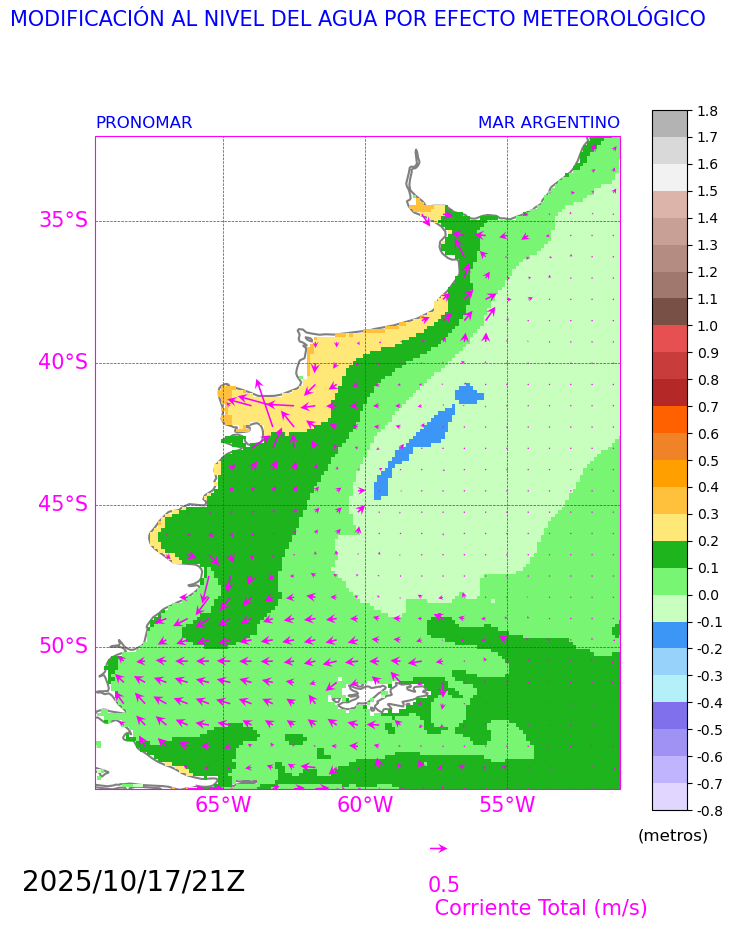 MODIFICACIÓN AL NIVEL DEL AGUA POR EFECTO METEOROLÓGICO
PRONOMAR MAR ARGENTINO
1.8
1.7
1.6
1.5
1.4
1.3
1.2
1.1
1.0
0.9
0.8
0.7
0.6
0.5
0.4
0.3
0.2
0.1
0.0
-0.1
-0.2
-0.3
-0.4
-0.5
-0.6
-0.7
-0.8
(metros)
35°S
40°S
45°S
50°S
65°W 60°W 55°W
2025/10/17/21Z
0.5
Corriente Total (m/s)